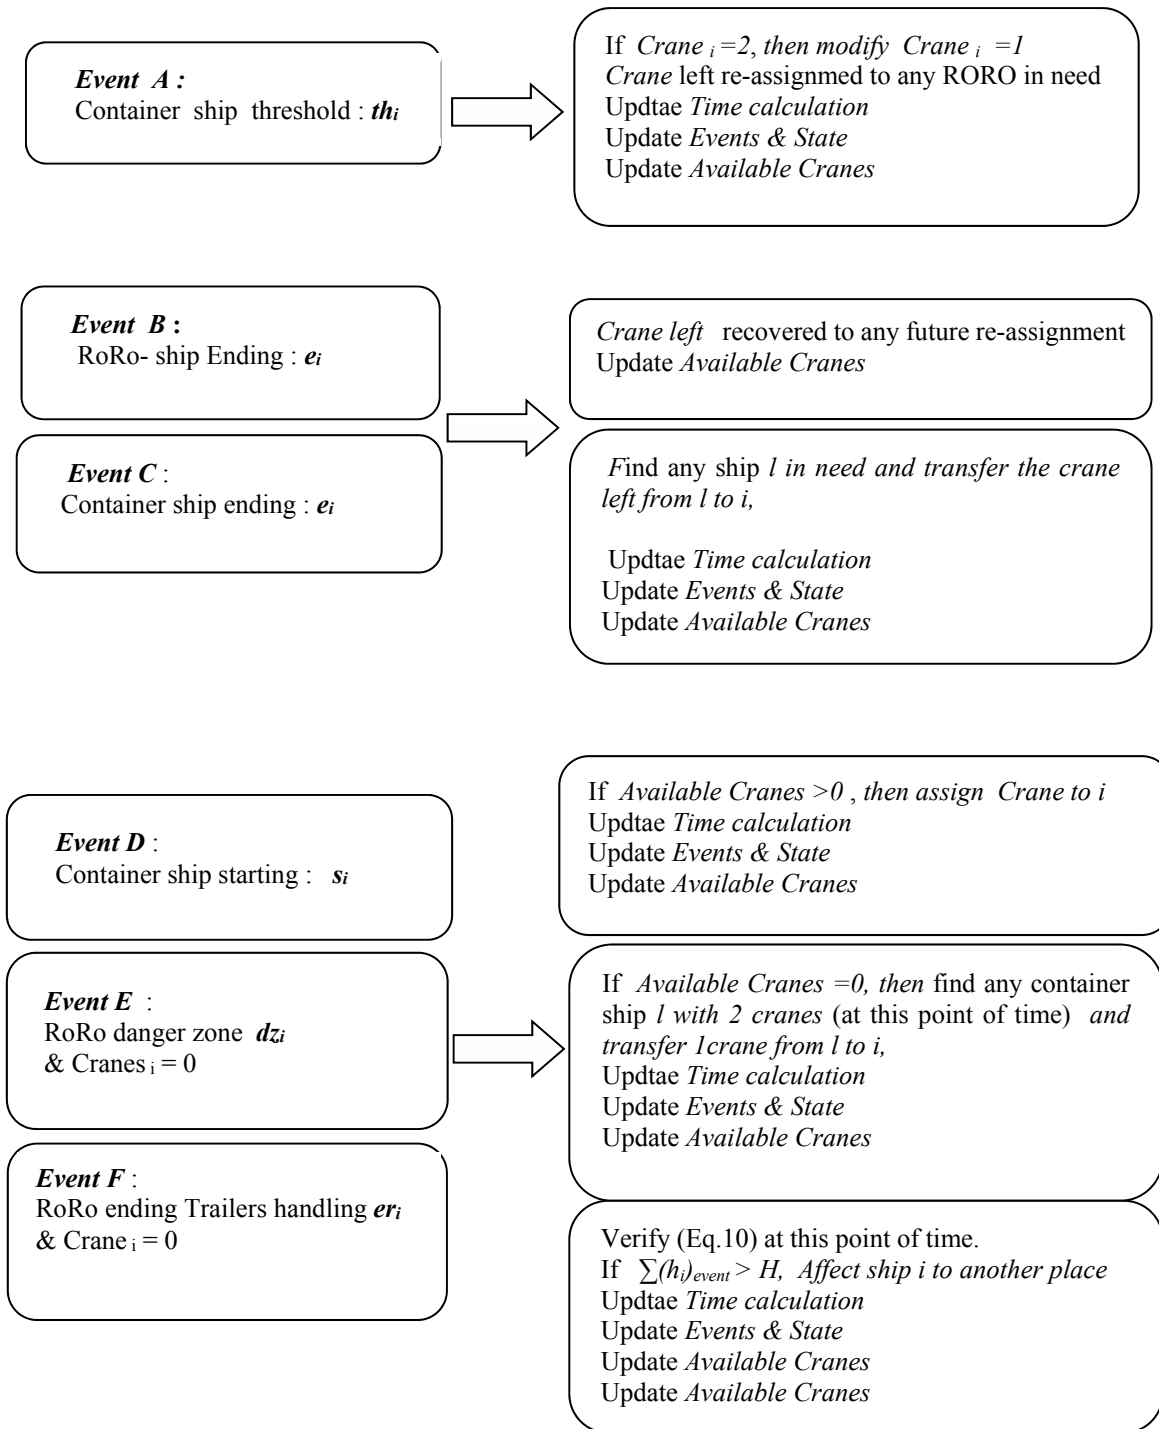 Event A :
Container ship threshold : thi
If Crane i =2, then modify Crane i =1
Crane left re-assignmed to any RORO in need
Updtae Time calculation
Update Events & State
Update Available Cranes
Event B :
RoRo- ship Ending : ei
Event C :
Container ship ending : ei
Crane left recovered to any future re-assignment
Update Available Cranes
Find any ship l in need and transfer the crane
left from l to i,
Updtae Time calculation
Update Events & State
Update Available Cranes
Event D :
Container ship starting : si
Event E :
RoRo danger zone dzi
& Cranes i = 0
Event F :
RoRo ending Trailers handling eri
& Crane i = 0
If Available Cranes >0 , then assign Crane to i
Updtae Time calculation
Update Events & State
Update Available Cranes
If Available Cranes =0, then find any container
ship l with 2 cranes (at this point of time) and
transfer 1crane from l to i,
Updtae Time calculation
Update Events & State
Update Available Cranes
Verify (Eq.10) at this point of time.
If ∑(hi)event > H, Affect ship i to another place
Updtae Time calculation
Update Events & State
Update Available Cranes
Update Available Cranes